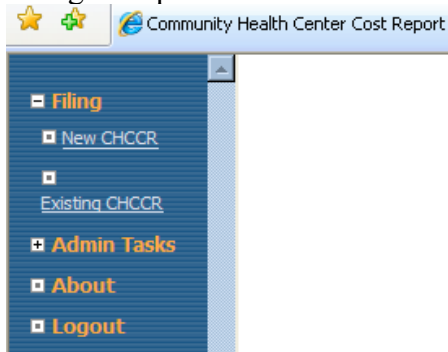 Community Health Center Cost Report
Filing
New CHCCR
Existing CHCCR
Admin Tasks
About
Logout